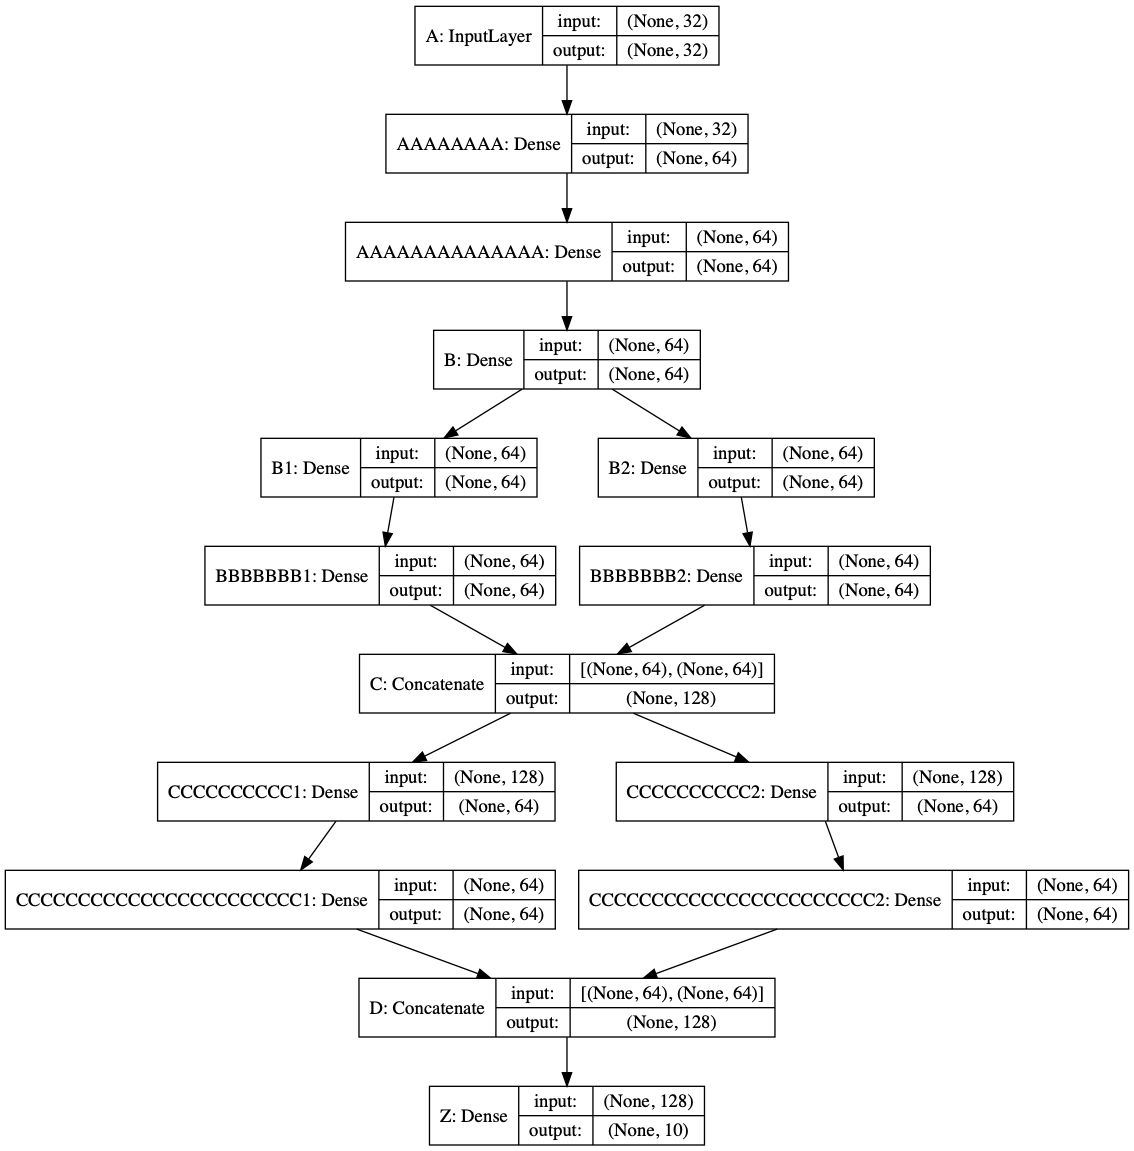 A: InputLayer
input:
(None, 32)
output:
(None, 32)
AAAAAAAA: Dense
input:
(None, 32)
output:
(None, 64)
AAAAAAAAAAAAAA: Dense
input:
(None, 64)
output:
(None, 64)
B: Dense
input:
(None, 64)
output:
(None, 64)
B1: Dense
input:
(None, 64)
output:
(None, 64)
B2: Dense
input:
(None, 64)
output:
(None, 64)
BBBBBBB1: Dense
input:
(None, 64)
output:
(None, 64)
BBBBBBB2: Dense
input:
(None, 64)
output:
(None, 64)
C: Concatenate
input:
[(None, 64), (None, 64)]
output:
(None, 128)
CCCCCCCCCC1: Dense
input:
(None, 128)
output:
(None, 64)
CCCCCCCCCC2: Dense
input:
(None, 128)
output:
(None, 64)
CCCCCCCCCCCCCCCCCCCCCCC1: Dense
input:
(None, 64)
output:
(None, 64)
CCCCCCCCCCCCCCCCCCCCCCC2: Dense
input:
(None, 64)
output:
(None, 64)
D: Concatenate
input:
[(None, 64), (None, 64)]
output:
(None, 128)
Z: Dense
input:
(None, 128)
output:
(None, 10)